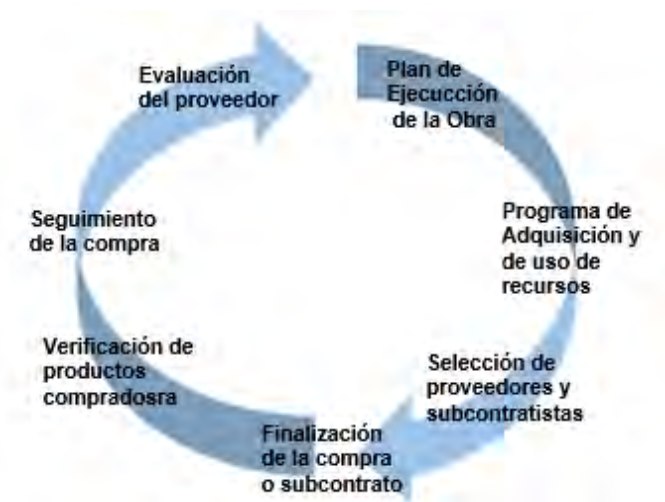 Plan de
Ejecucción
de la Obra
Programa de
Adquisición y
de uso de
recursos
Selección de
proveedores y
subcontratistas
Finalización
de la compra
o subcontrato
Verificación de
productos
compradosra
Seguimiento
de la compra
Evaluación
del proveedor